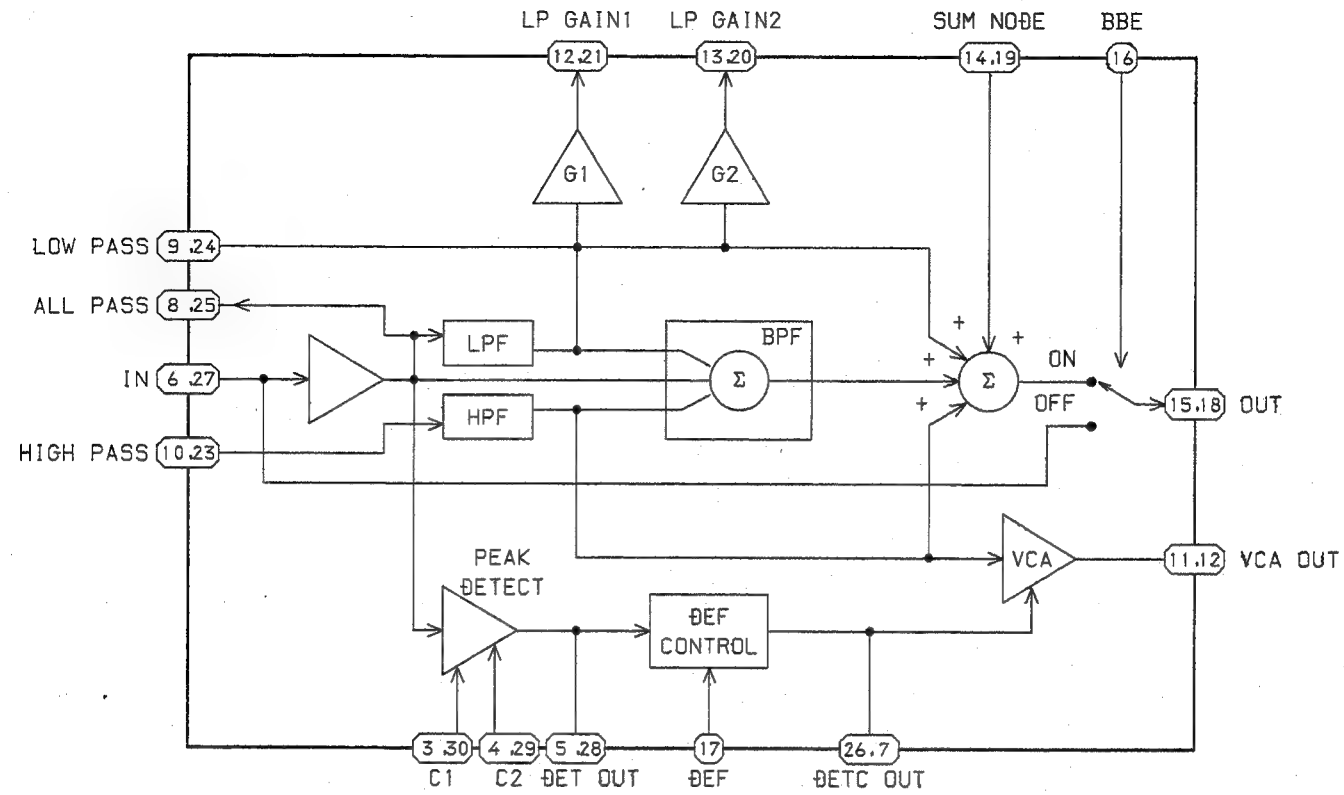 LP GAIN1 LP GAIN2 SUM NODE BBE
12.21 13.20 14.19 16
G1 G2
LOW PASS 9.24
ALL PASS 8.25
LPF BPF
+ +
+
+
IN 6.27 Σ Σ ON
OFF 15.18 OUT
HPF
HIGH PASS 10.23
PEAK
DETECT
VCA 11.12 VCA OUT
DEF
CONTROL
3.30 4.29 5.28 17 26.7
C1 C2 DET OUT DEF DETC OUT